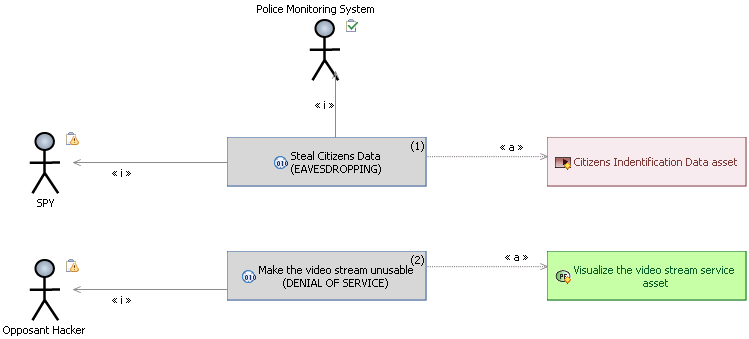 Police Monitoring System
« i »
(1)
Steal Citizens Data
(EAVESDROPPING)
« a »
Citizens Indentification Data asset
« i »
SPY
(2)
Make the video stream unusable
(DENIAL OF SERVICE)
« a »
Visualize the video stream service
asset
« i »
Opposant Hacker